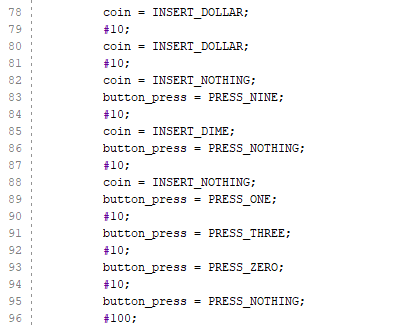 78 coin = INSERT_DOLLAR;
79 #10;
80 coin = INSERT_DOLLAR;
81 #10;
82 coin = INSERT_NOTHING;
83 button_press = PRESS_NINE;
84 #10;
85 coin = INSERT_DIME;
86 button_press = PRESS_NOTHING;
87 #10;
88 coin = INSERT_NOTHING;
89 button_press = PRESS_ONE;
90 #10;
91 button_press = PRESS_THREE;
92 #10;
93 button_press = PRESS_ZERO;
94 #10;
95 button_press = PRESS_NOTHING;
96 #100;